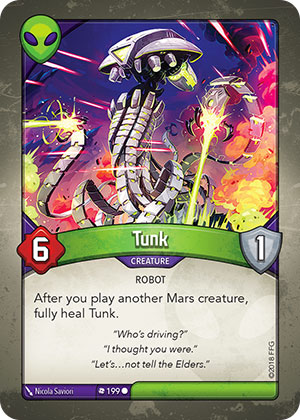 Tunk
6
1
CREATURE
ROBOT
After you play another Mars creature,
fully heal Tunk.
"Who's driving?"
"I thought you were."
"Let's…not tell the Elders."
©2018 FFG
Nicola Saviori
199